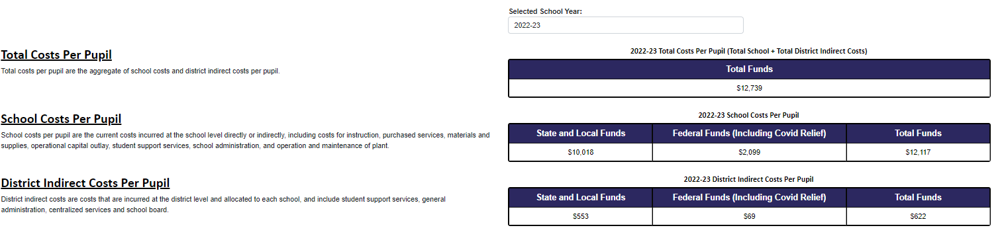 Selected School Year:
2022-23
Total Costs Per Pupil
Total costs per pupil are the aggregate of school costs and district indirect costs per pupil.
2022-23 Total Costs Per Pupil (Total School + Total District Indirect Costs)
Total Funds
$12,739
School Costs Per Pupil
School costs per pupil are the current costs incurred at the school level directly or indirectly, including costs for instruction, purchased services, materials and
supplies, operational capital outlay, student support services, school administration, and operation and maintenance of plant.
2022-23 School Costs Per Pupil
State and Local Funds Federal Funds (Including Covid Relief) Total Funds
$10,018 $2,099 $12,117
District Indirect Costs Per Pupil
District indirect costs are costs that are incurred at the district level and allocated to each school, and include student support services, general
administration, centralized services and school board.
2022-23 District Indirect Costs Per Pupil
State and Local Funds Federal Funds (Including Covid Relief) Total Funds
$553 $69 $622